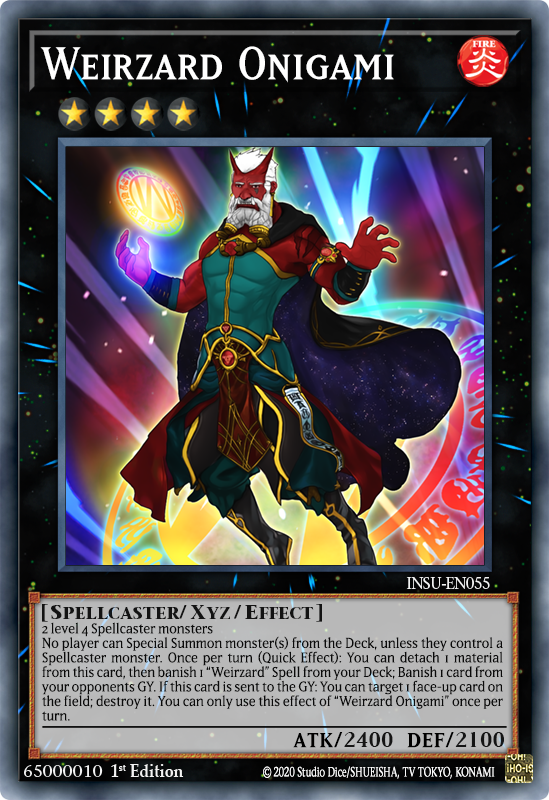 WEIRZARD ONIGAMI
FIRE
炎
W
INSU-EN055
[ SPELLCASTER/ XYZ / EFFECT ]
2 level 4 Spellcaster monsters
No player can Special Summon monster(s) from the Deck, unless they control a
Spellcaster monster. Once per turn (Quick Effect): You can detach 1 material
from this card, then banish 1 “Weirzard” Spell from your Deck; Banish 1 card from
your opponents GY. If this card is sent to the GY: You can target 1 face-up card on
the field; destroy it. You can only use this effect of “Weirzard Onigami” once per
turn.
ATK/2400 DEF/2100
65000010 1st Edition
© 2020 Studio Dice/SHUEISHA, TV TOKYO, KONAMI